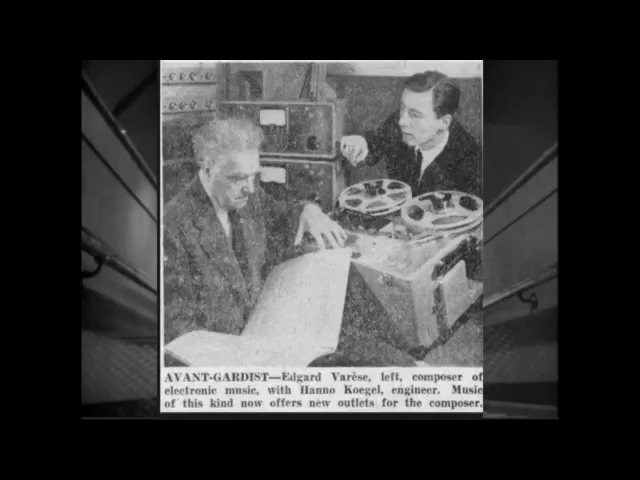 AVANT-GARDIST—Edgard Varèse, left, composer of
electronic music, with Hanno Koegel, engineer. Music
of this kind now offers new outlets for the composer.